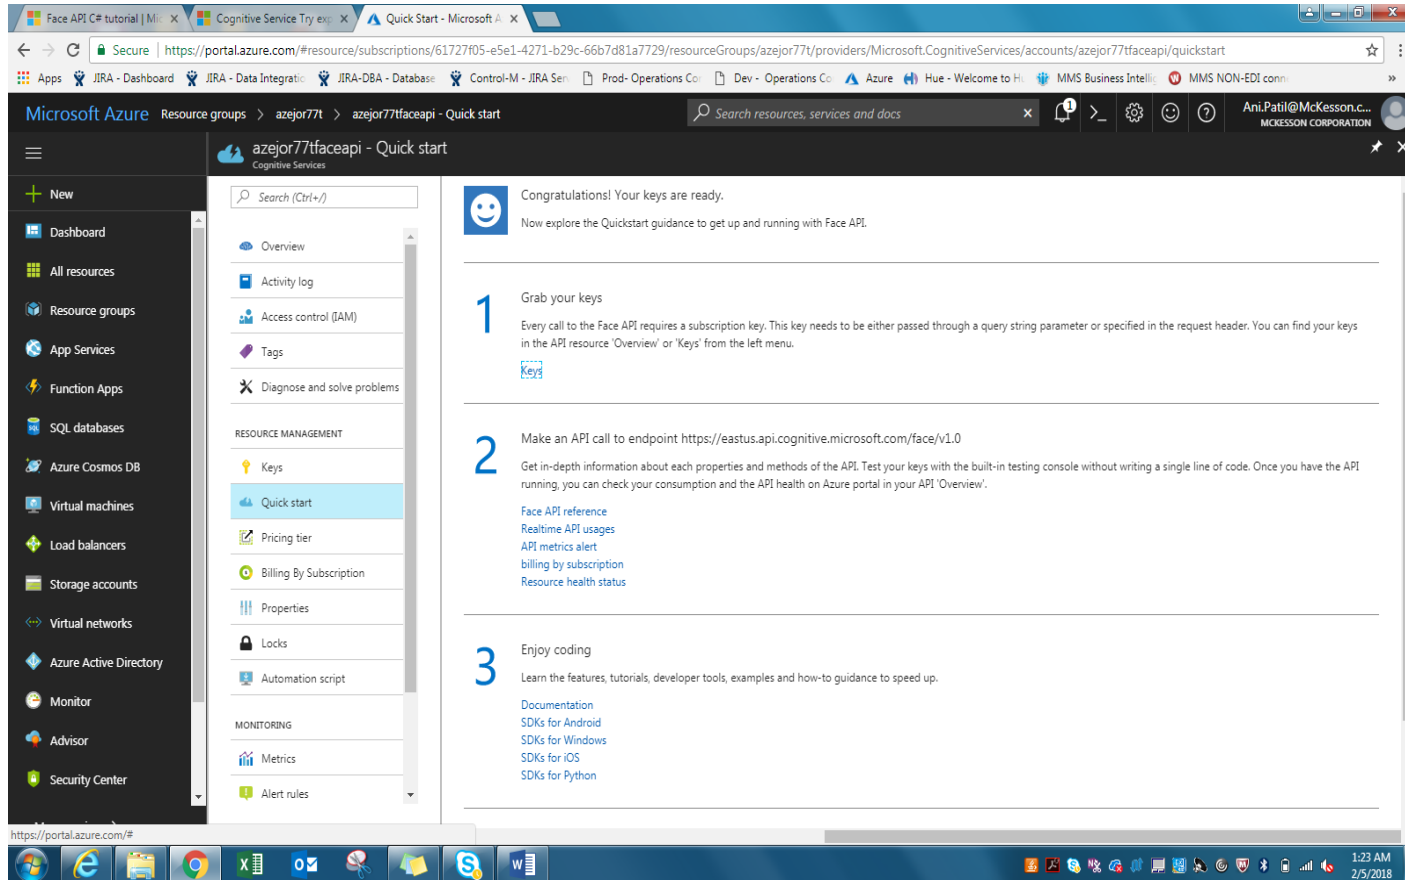 Face API C# tutorial | Mic
Cognitive Service Try exp
Quick Start - Microsoft A
Secure | https://portal.azure.com/#resource/subscriptions/61727f05-e5e1-4271-b29c-66b7d81a7729/resourceGroups/azejor77t/providers/Microsoft.CognitiveServices/accounts/azejor77tfaceapi/quickstart
Apps JIRA - Dashboard JIRA - Data Integratio JIRA-DBA - Database Control-M - JIRA Ser Prod- Operations Co Dev - Operations Co Azure Hue - Welcome to Hu MMS Business Intellig MMS NON-EDI conn »
Microsoft Azure Resource groups > azejor77t > azejor77tfaceapi - Quick start
Search resources, services and docs
1
Ani.Patil@McKesson.c...
MCKESSON CORPORATION
azejor77tfaceapi - Quick start
Cognitive Services
New
Dashboard
All resources
Resource groups
App Services
Function Apps
SQL databases
Azure Cosmos DB
Virtual machines
Load balancers
Storage accounts
Virtual networks
Azure Active Directory
Monitor
Advisor
Security Center
Search (Ctrl+/)
Overview
Activity log
Access control (IAM)
Tags
Diagnose and solve problems
RESOURCE MANAGEMENT
Keys
Quick start
Pricing tier
Billing By Subscription
Properties
Locks
Automation script
MONITORING
Metrics
Alert rules
Congratulations! Your keys are ready.
Now explore the Quickstart guidance to get up and running with Face API.
1
Grab your keys
Every call to the Face API requires a subscription key. This key needs to be either passed through a query string parameter or specified in the request header. You can find your keys
in the API resource 'Overview' or 'Keys' from the left menu.
Keys
2
Make an API call to endpoint https://eastus.api.cognitive.microsoft.com/face/v1.0
Get in-depth information about each properties and methods of the API. Test your keys with the built-in testing console without writing a single line of code. Once you have the API
running, you can check your consumption and the API health on Azure portal in your API 'Overview'.
Face API reference
Realtime API usages
API metrics alert
billing by subscription
Resource health status
3
Enjoy coding
Learn the features, tutorials, developer tools, examples and how-to guidance to speed up.
Documentation
SDKs for Android
SDKs for Windows
SDKs for iOS
SDKs for Python
https://portal.azure.com/#
1:23 AM
2/5/2018